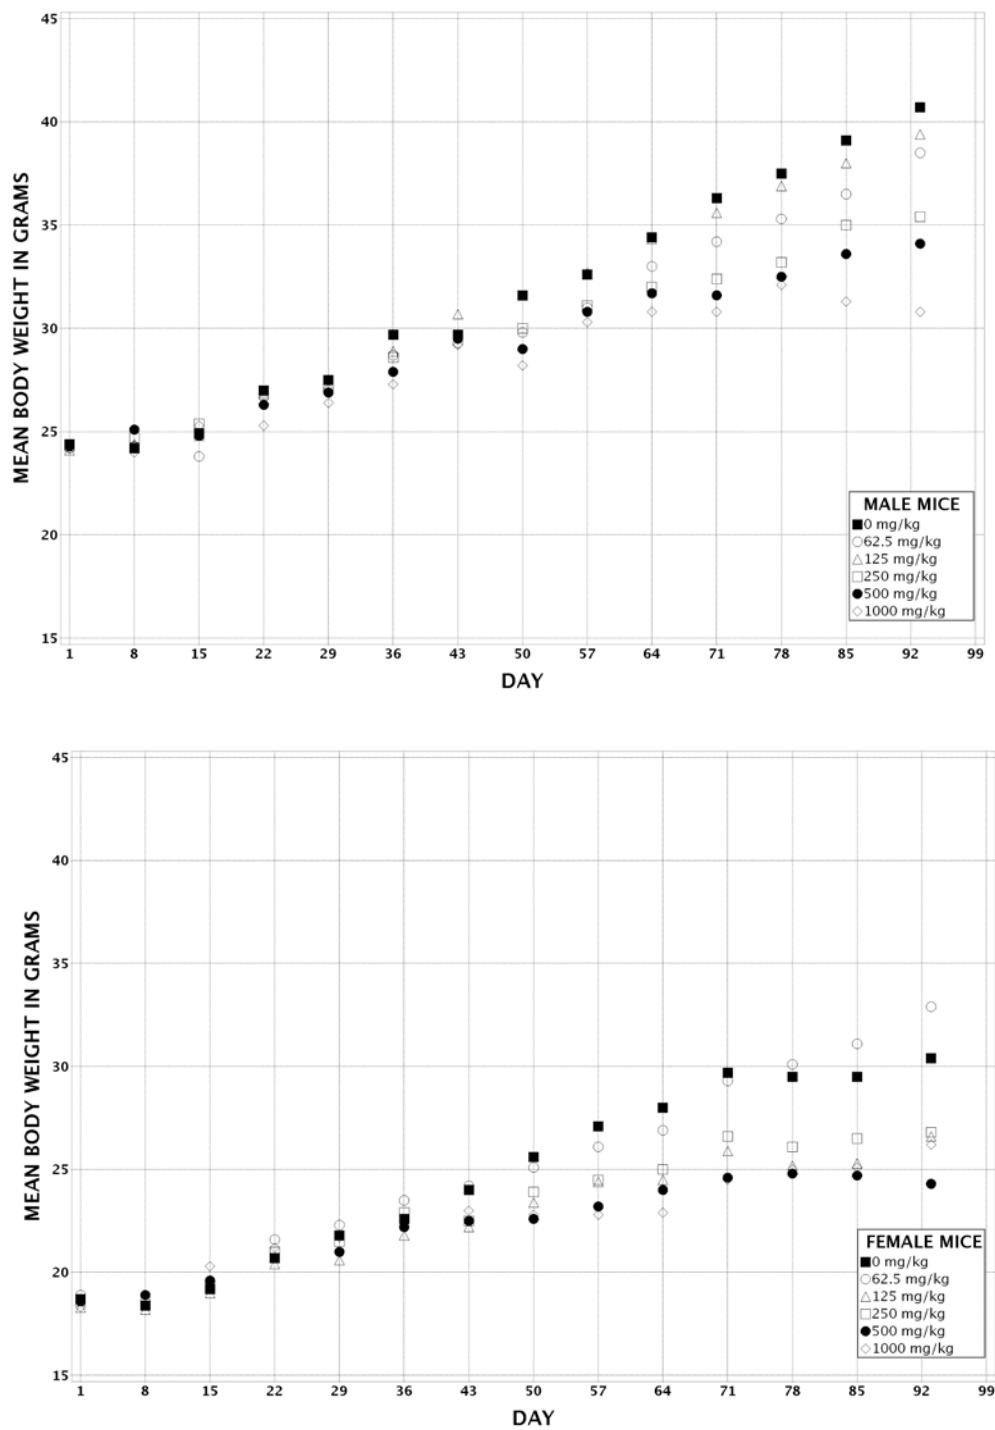 45
40
35
30
25
20
15
MEAN BODY WEIGHT IN GRAMS
MALE MICE
0 mg/kg
62.5 mg/kg
125 mg/kg
250 mg/kg
500 mg/kg
1000 mg/kg
1 8 15 22 29 36 43 50 57 64 71 78 85 92 99
DAY
45
40
35
30
25
20
15
MEAN BODY WEIGHT IN GRAMS
FEMALE MICE
0 mg/kg
62.5 mg/kg
125 mg/kg
250 mg/kg
500 mg/kg
1000 mg/kg
1 8 15 22 29 36 43 50 57 64 71 78 85 92 99
DAY